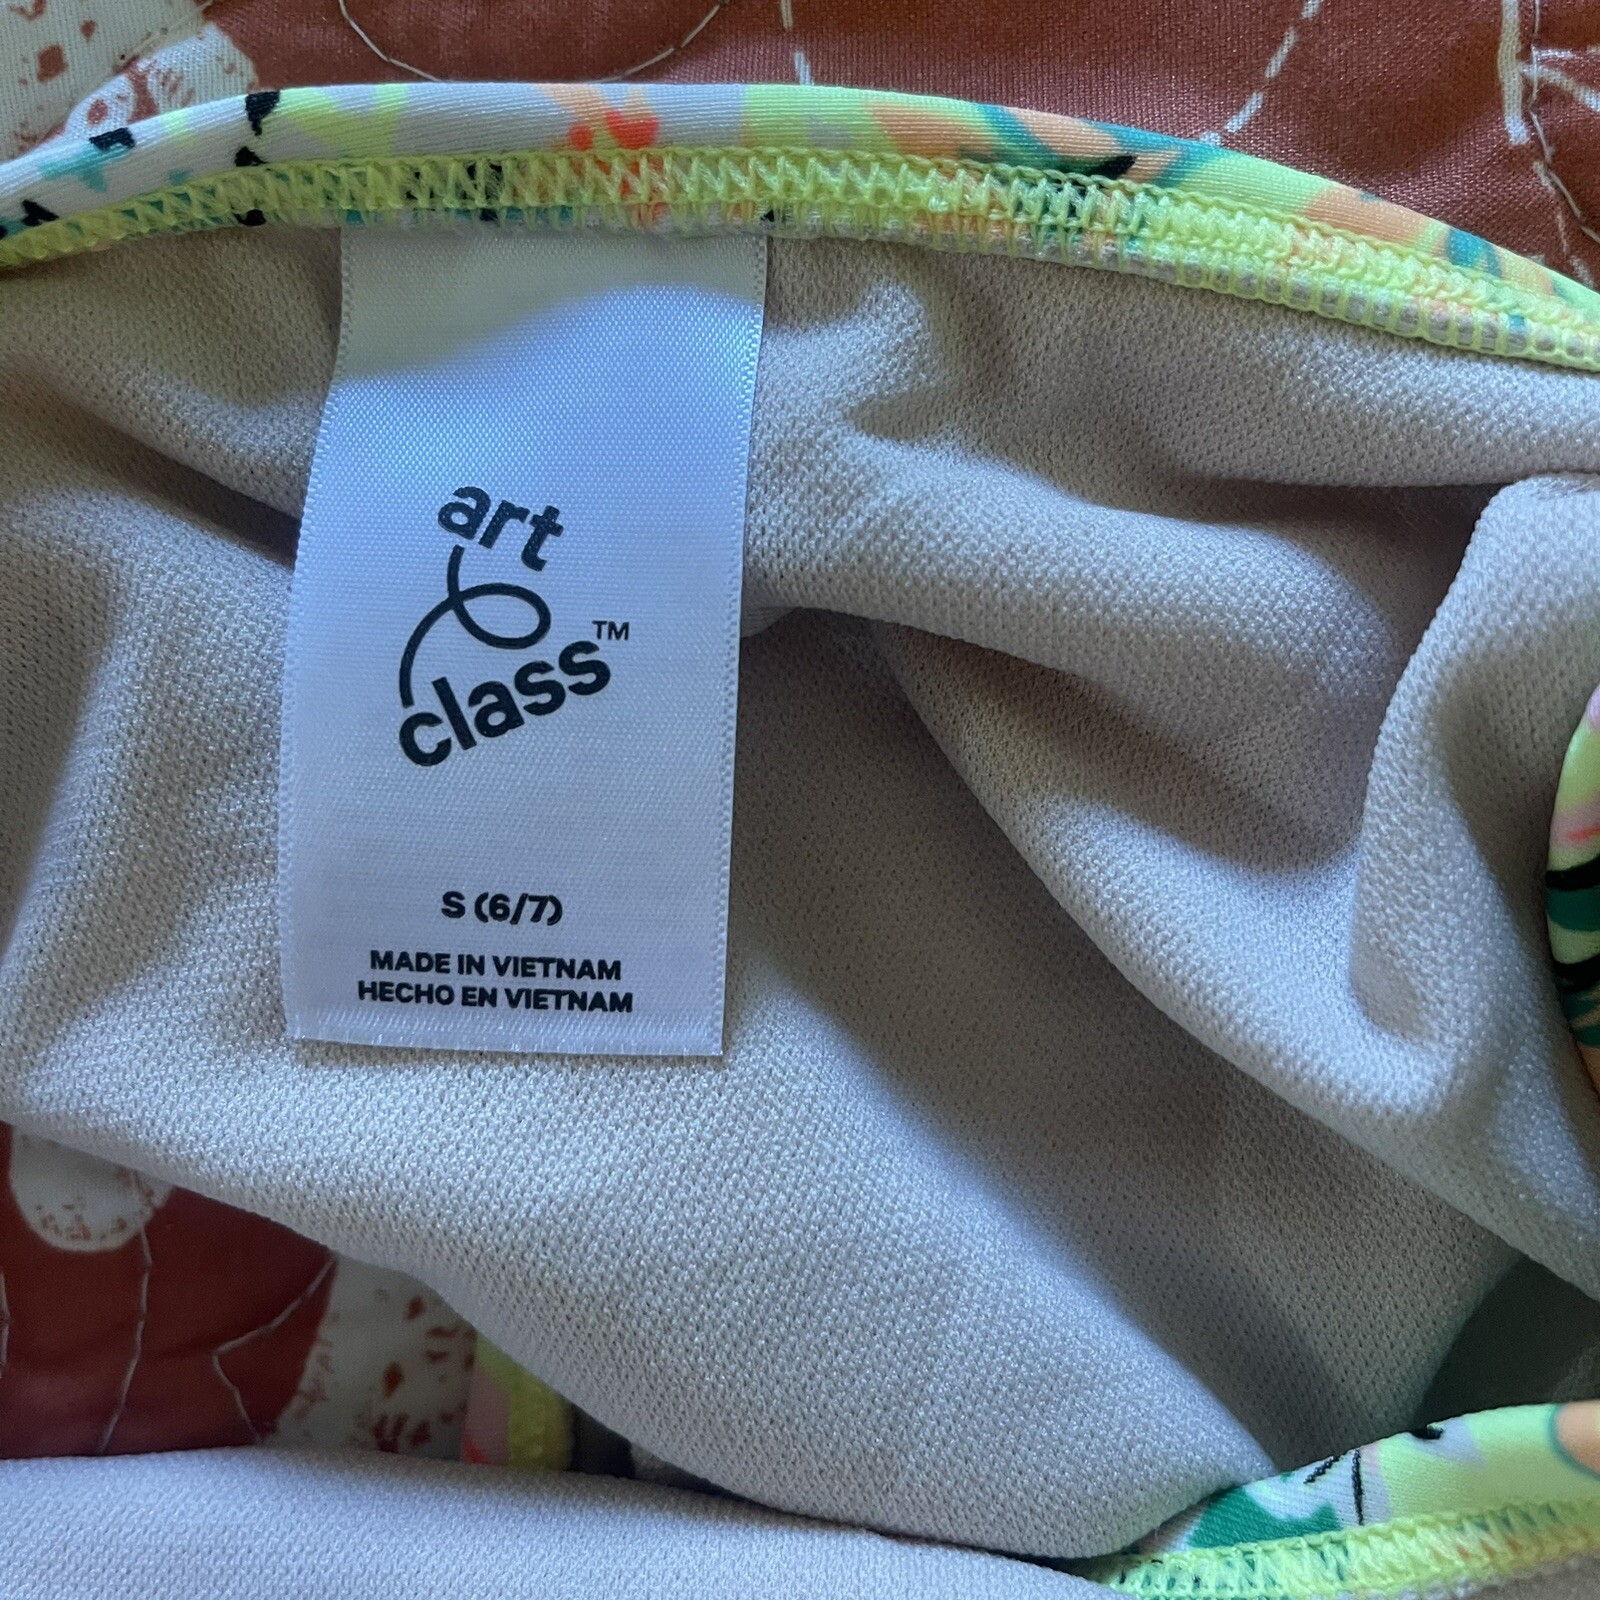 art
class™
S (6/7)
MADE IN VIETNAM
HECHO EN VIETNAM